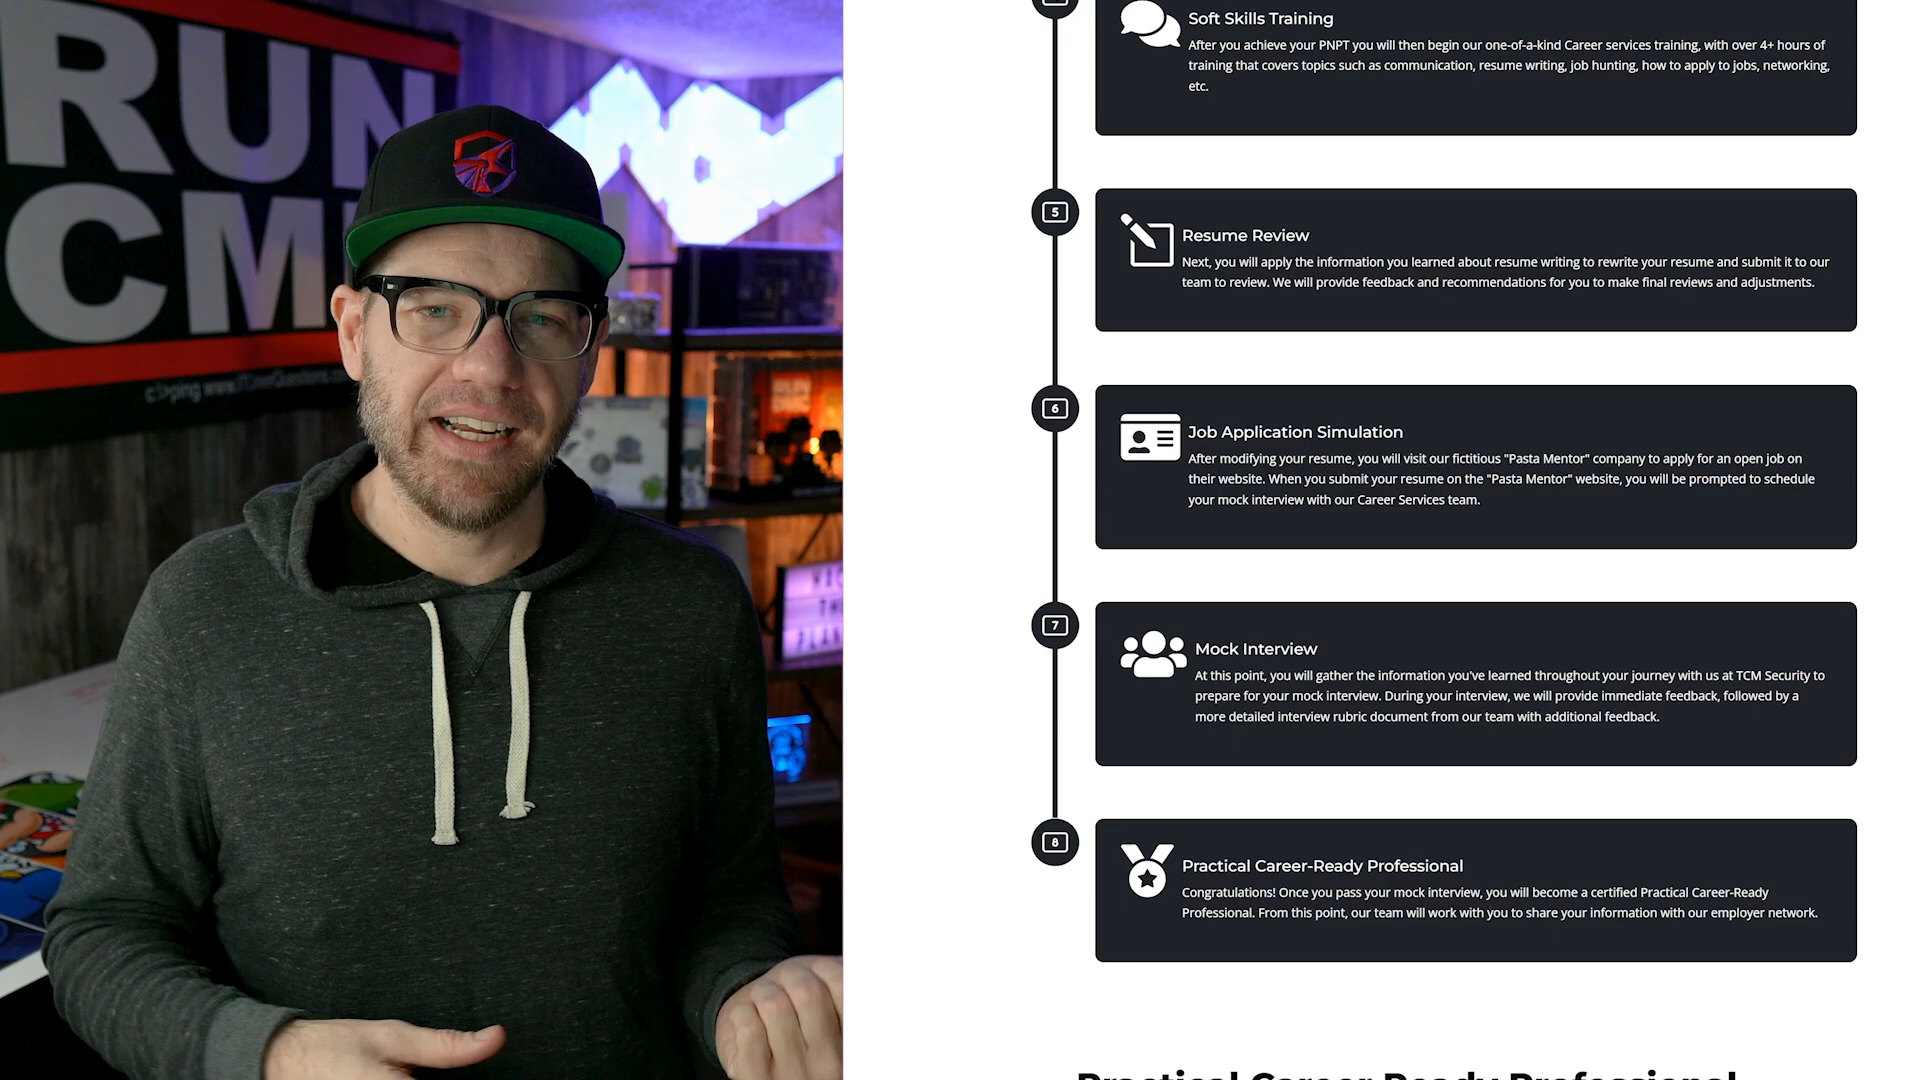 RUN
CM
Soft Skills Training
After you achieve your PNPT you will then begin our one-of-a-kind Career services training, with over 4+ hours of
training that covers topics such as communication, resume writing, job hunting, how to apply to jobs, networking,
etc.
5
Resume Review
Next, you will apply the information you learned about resume writing to rewrite your resume and submit it to our
team to review. We will provide feedback and recommendations for you to make final reviews and adjustments.
6
Job Application Simulation
After modifying your resume, you will visit our fictitious "Pasta Mentor" company to apply for an open job on
their website. When you submit your resume on the "Pasta Mentor" website, you will be prompted to schedule
your mock interview with our Career Services team.
7
Mock Interview
At this point, you will gather the information you've learned throughout your journey with us at TCM Security to
prepare for your mock interview. During your interview, we will provide immediate feedback, followed by a
more detailed interview rubric document from our team with additional feedback.
8
Practical Career-Ready Professional
Congratulations! Once you pass your mock interview, you will become a certified Practical Career-Ready
Professional. From this point, our team will work with you to share your information with our employer network.
Practical Career-Ready Professional